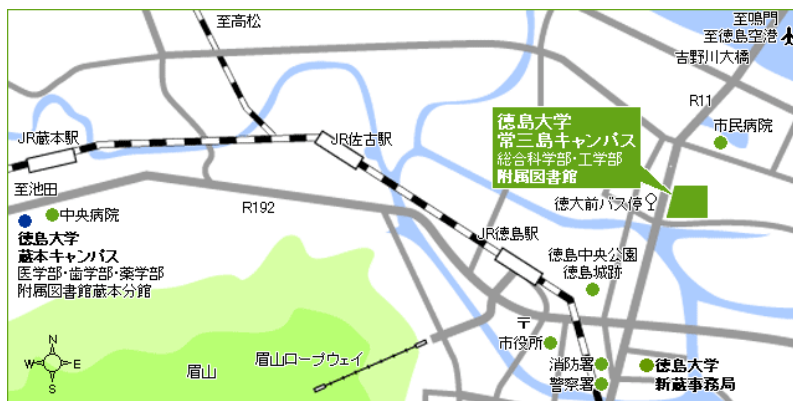 至高松
至鳴門
至徳島空港
吉野川大橋
R11
市民病院
JR蔵本駅
JR佐古駅
徳島大学
常三島キャンパス
総合科学部・工学部
附属図書館
至池田
中央病院
R192
徳大前バス停
徳島大学
蔵本キャンパス
医学部・歯学部・薬学部
附属図書館蔵本分館
JR徳島駅
徳島中央公園
徳島城跡
N
W E
S
眉山
眉山ロープウェイ
〒
市役所
消防署
警察署
徳島大学
新蔵事務局